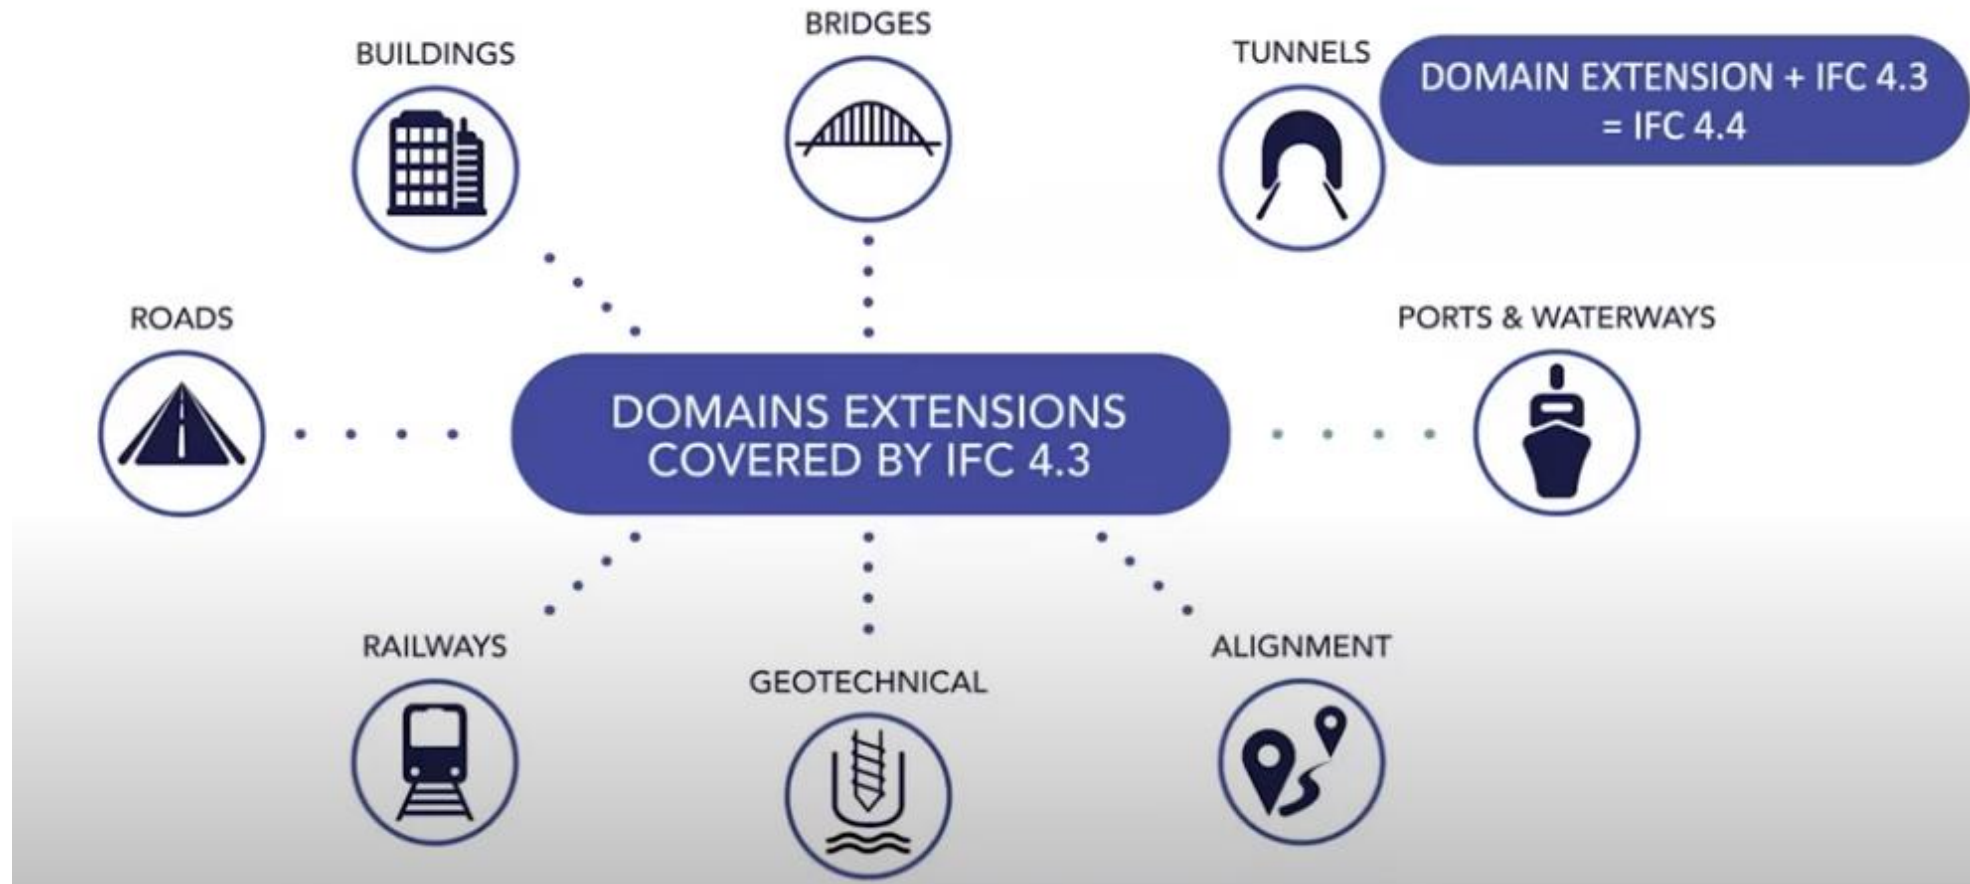 BRIDGES
BUILDINGS
TUNNELS
DOMAIN EXTENSION + IFC 4.3
= IFC 4.4
ROADS
PORTS & WATERWAYS
DOMAINS EXTENSIONS
COVERED BY IFC 4.3
RAILWAYS
GEOTECHNICAL
ALIGNMENT